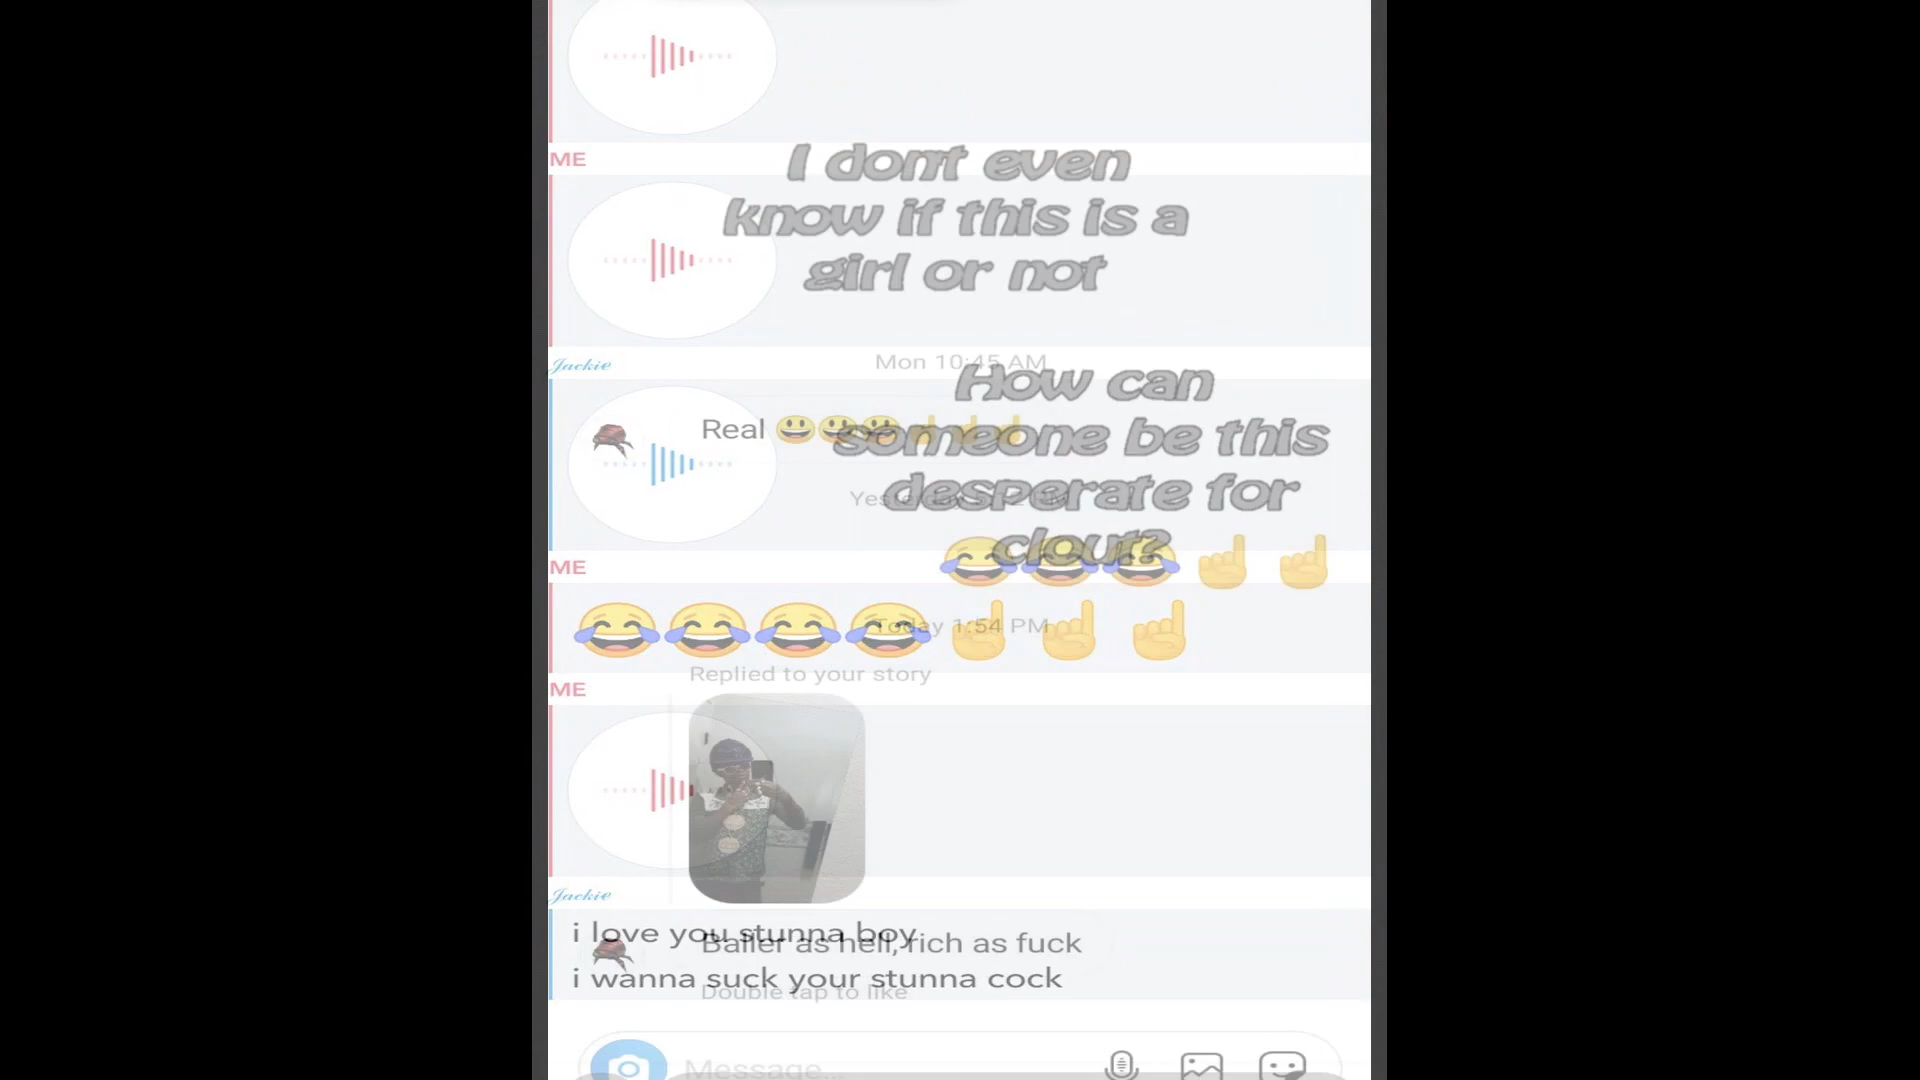 ME
I dont even
know if this is a
girl or not
Jackie
Mon 10:45 AM
How can
someone be this
desperate for
clout?
Real 😃😃😃☝☝☝
Yesterday PM
😂😂😂☝☝
ME
😂😂😂😂☝☝☝
Today 1:54 PM
Replied to your story
ME
Jackie
i love you stunna boy
i wanna suck your stunna cock
Baller as hell, rich as fuck
Double tap to like
Message...